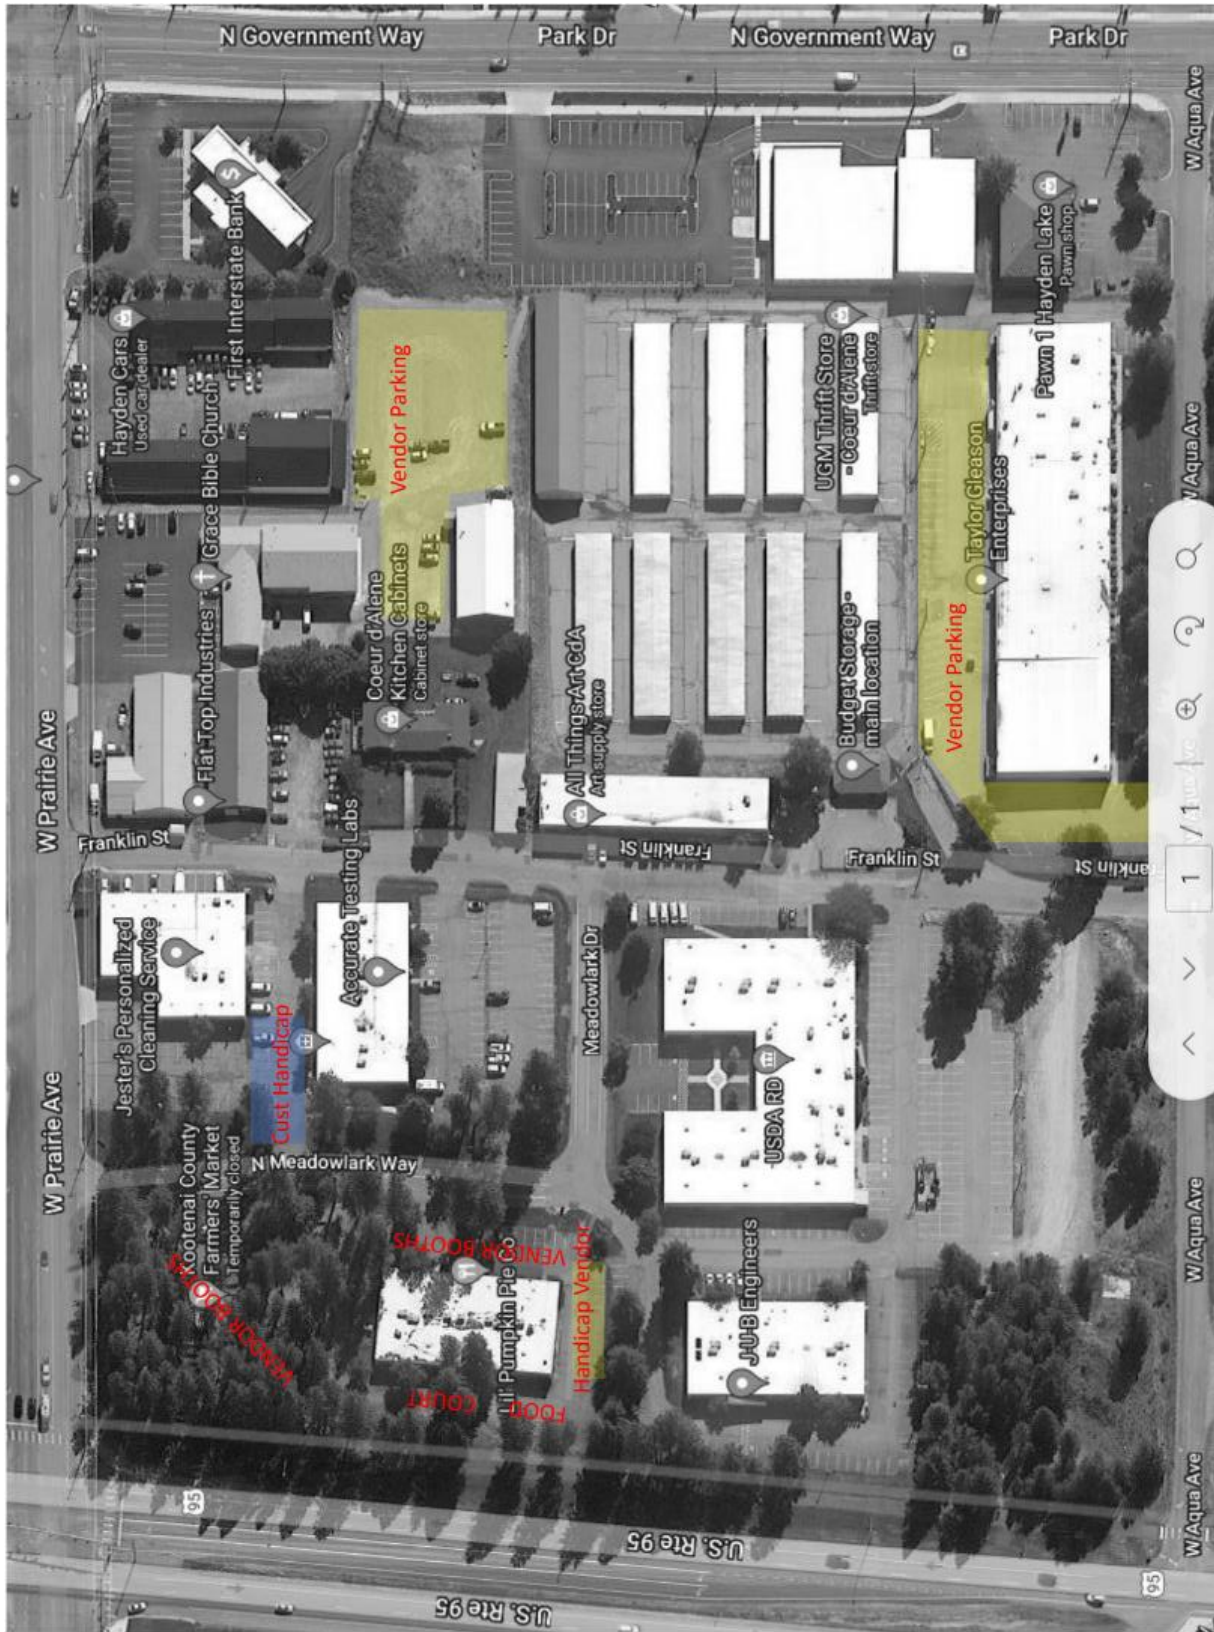 N Government Way
Park Dr
N Government Way
Park Dr
W Aqua Ave
First Interstate Bank
Hayden Cars
Used car dealer
Grace Bible Church
Flat Top Industries
W Prairie Ave
Franklin St
Vendor Parking
Coeur d'Alene
Kitchen Cabinets
Cabinet store
UGM Thrift Store
- Coeur d'Alene
Thrift store
Pawn 1 Hayden Lake
Pawn shop
W Aqua Ave
W Aqua Ave
Taylor Gleason
Enterprises
Vendor Parking
All Things Art CdA
Art supply store
Budget Storage -
main location
Franklin St
Franklin St
Franklin St
1 / 1
Accurate Testing Labs
Jester's Personalized
Cleaning Service
Cust Handicap
Meadowlark Dr
W Prairie Ave
N Meadowlark Way
Kootenai County
Farmers' Market
Temporarily closed
VENDOR BOOTHS
VENDOR BOOTHS
Lil' Pumpkin Pie Co
Handicap Vendor
FOOD COURT
USDA RD
J-U-B Engineers
W Aqua Ave
W Aqua Ave
95
U.S. Rte 95
U.S. Rte 95
95